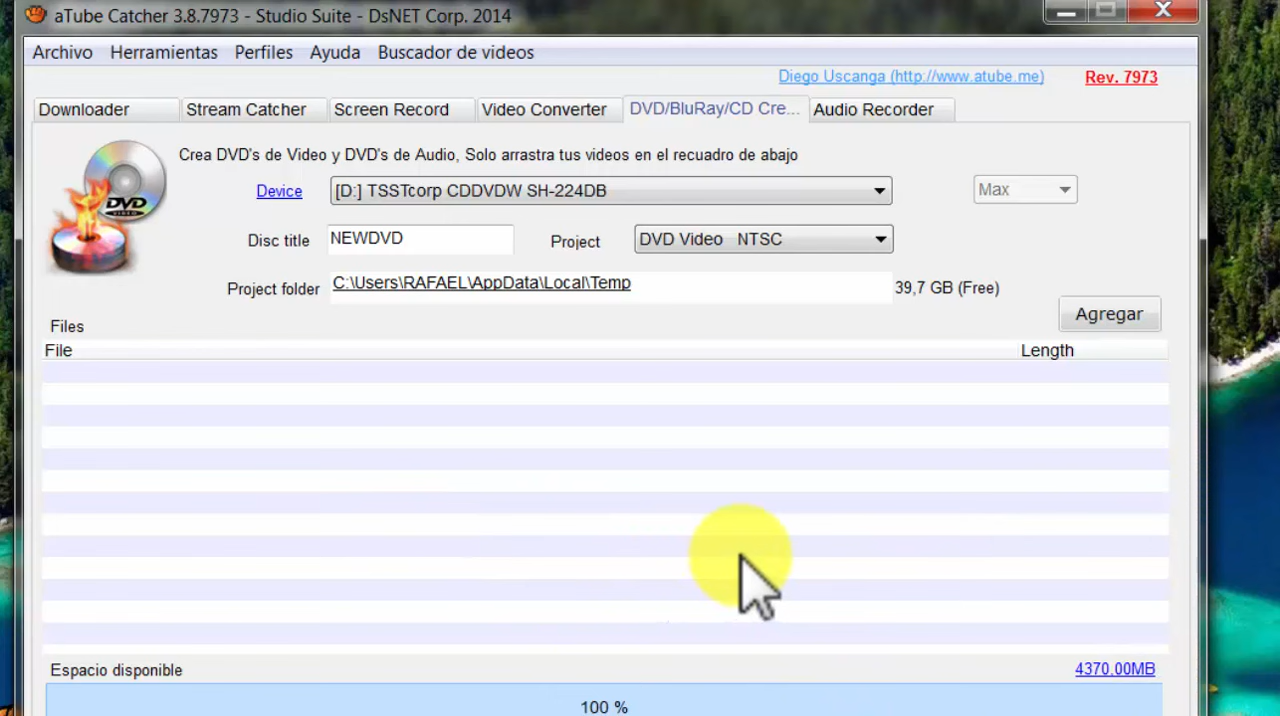 aTube Catcher 3.8.7973 - Studio Suite - DsNET Corp. 2014
Archivo Herramientas Perfiles Ayuda Buscador de videos
Diego Uscanga (http://www.atube.me) Rev. 7973
Downloader Stream Catcher Screen Record Video Converter DVD/BluRay/CD Cre... Audio Recorder
Crea DVD's de Video y DVD's de Audio, Solo arrastra tus videos en el recuadro de abajo
DVD VIDEO
Device [D:] TSSTcorp CDDVDW SH-224DB Max
Disc title NEWDVD Project DVD Video NTSC
Project folder C:\Users\RAFAEL\AppData\Local\Temp 39,7 GB (Free)
Agregar
Files
File Length
Espacio disponible 4370.00MB
100 %